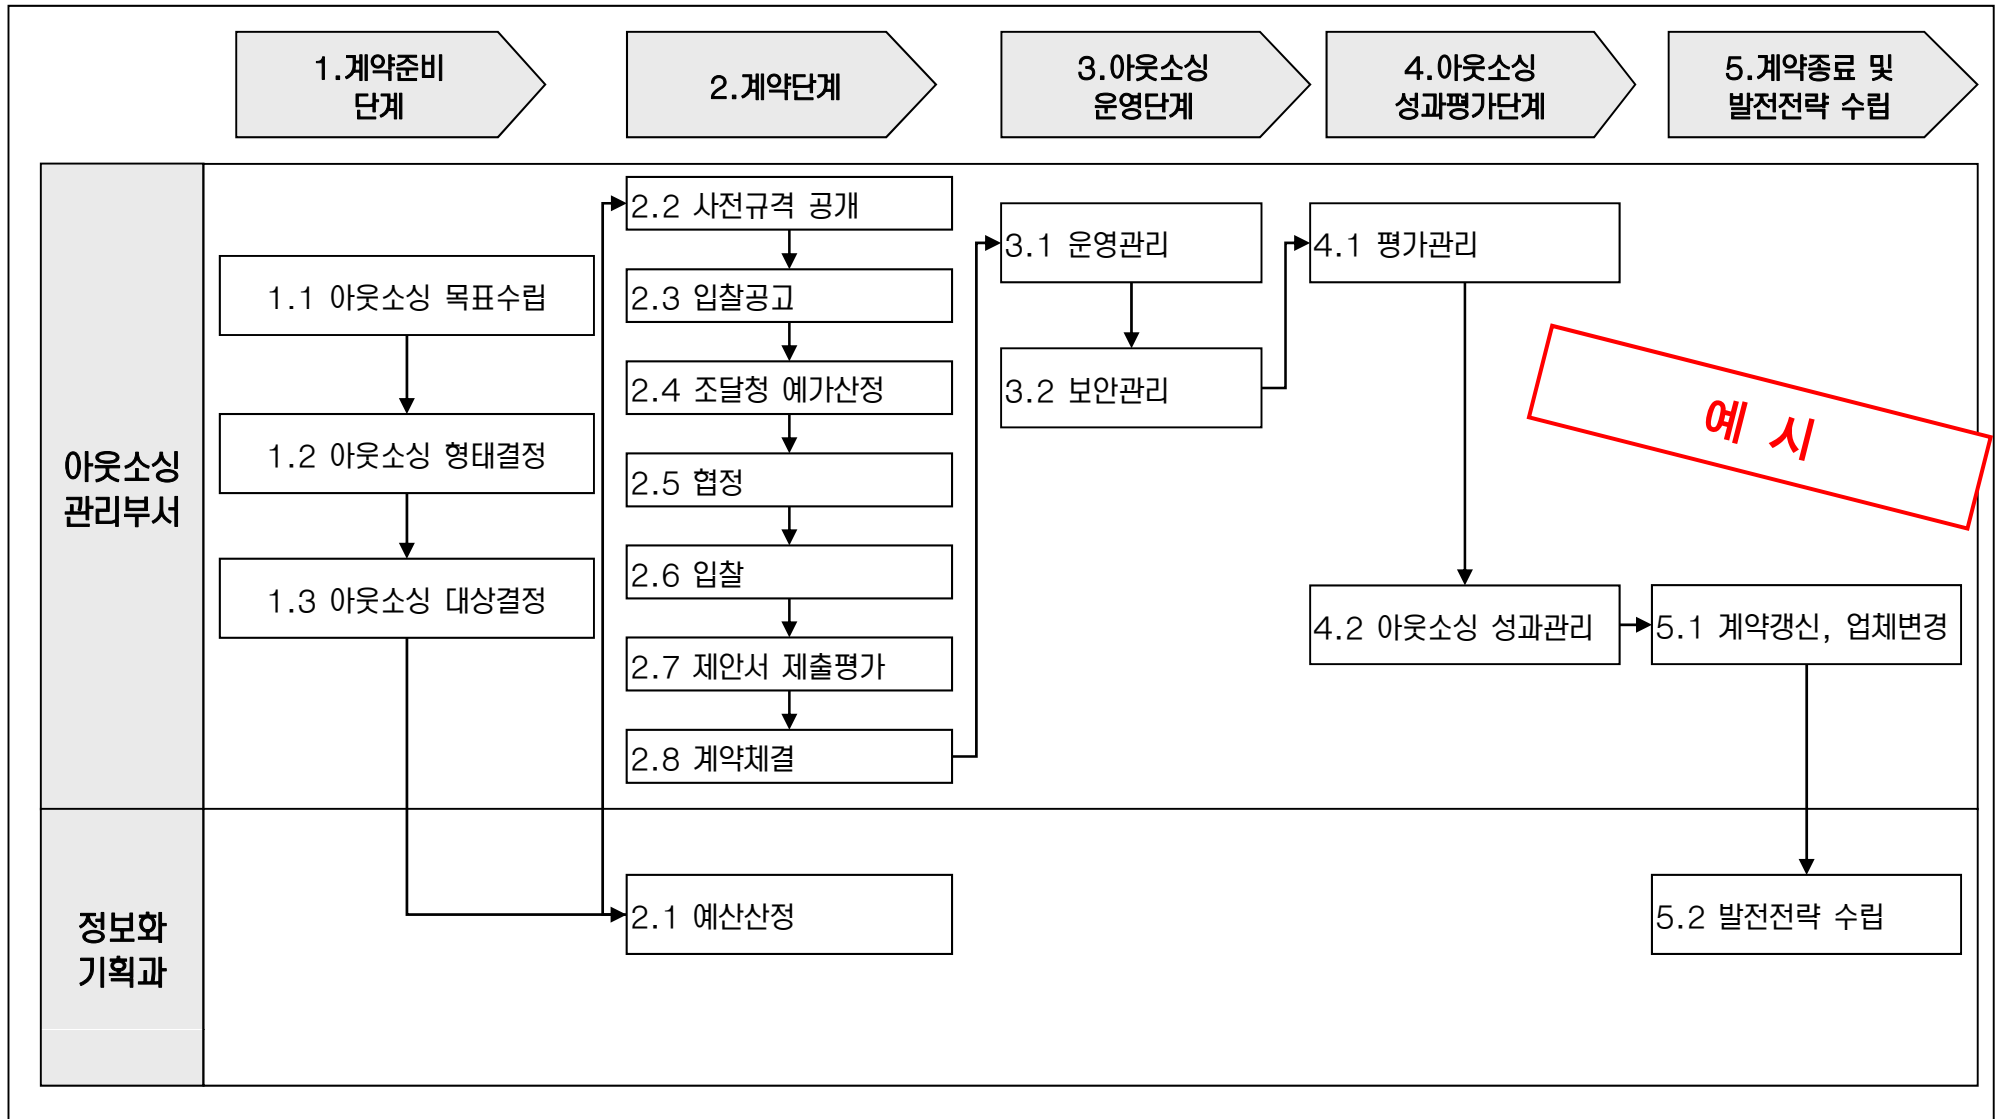 1.계약준비
단계
2.계약단계
3.아웃소싱
운영단계
4.아웃소싱
성과평가단계
5.계약종료 및
발전전략 수립
아웃소싱
관리부서
1.1 아웃소싱 목표수립
1.2 아웃소싱 형태결정
1.3 아웃소싱 대상결정
2.2 사전규격 공개
2.3 입찰공고
2.4 조달청 예가산정
2.5 협정
2.6 입찰
2.7 제안서 제출평가
2.8 계약체결
3.1 운영관리
3.2 보안관리
4.1 평가관리
4.2 아웃소싱 성과관리
예 시
5.1 계약갱신, 업체변경
정보화
기획과
2.1 예산산정
5.2 발전전략 수립